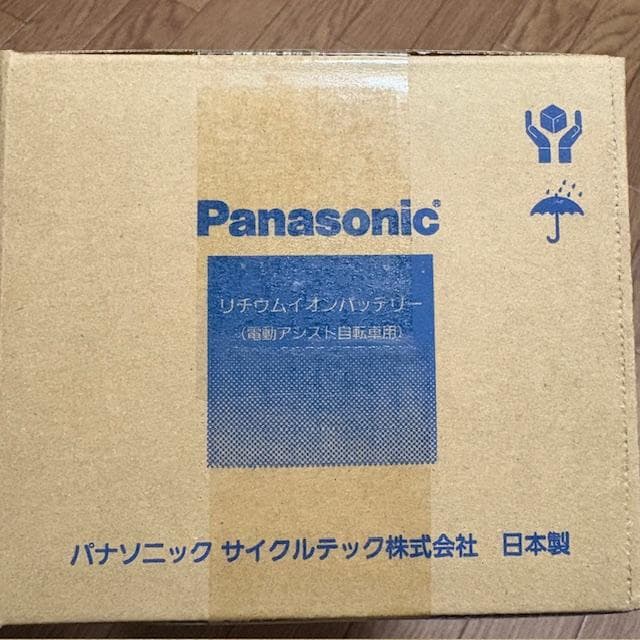 Panasonic®
リチウムイオンバッテリー
(電動アシスト自転車用)
パナソニック サイクルテック株式会社 日本製